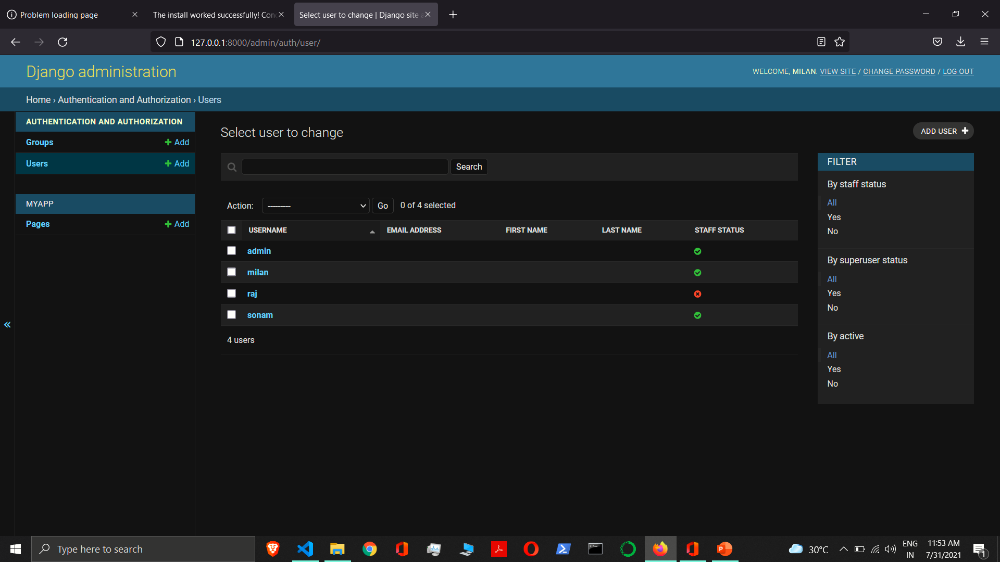 Problem loading page
The install worked successfully! Con
Select user to change | Django site a
127.0.0.1:8000/admin/auth/user/
Django administration
WELCOME, MILAN. VIEW SITE / CHANGE PASSWORD / LOG OUT
Home › Authentication and Authorization › Users
AUTHENTICATION AND AUTHORIZATION
Groups
Add
Users
Add
MYAPP
Pages
Add
Select user to change
ADD USER
Search
Action: ---------
Go
0 of 4 selected
USERNAME EMAIL ADDRESS FIRST NAME LAST NAME STAFF STATUS
admin
milan
raj
sonam
4 users
FILTER
By staff status
All
Yes
No
By superuser status
All
Yes
No
By active
All
Yes
No
Type here to search
30°C
ENG
IN
11:53 AM
7/31/2021
1